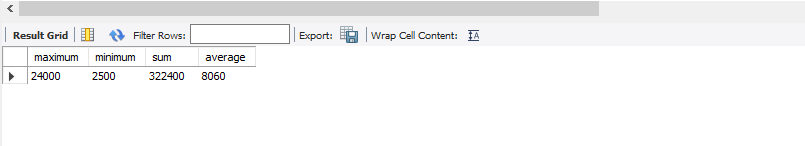 Result Grid Filter Rows: Export: Wrap Cell Content:
maximum minimum sum average
24000 2500 322400 8060